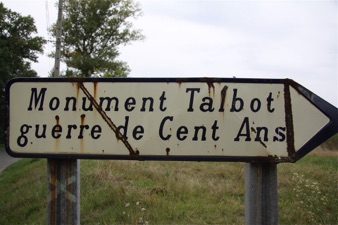 Monument Talbot
guerre de Cent Ans